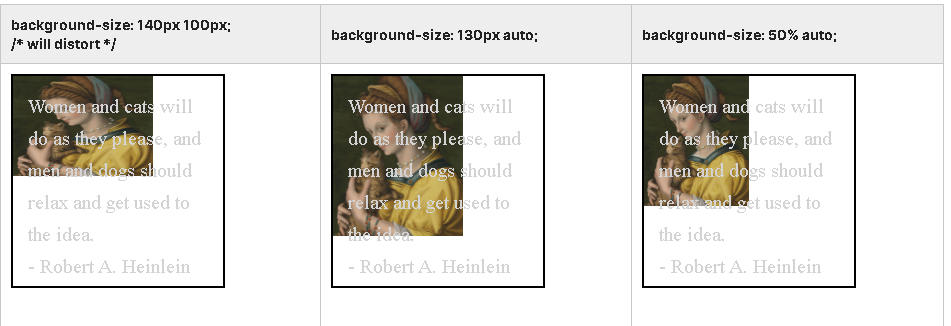 background-size: 140px 100px;
/* will distort */
background-size: 130px auto;
background-size: 50% auto;
Women and cats will
do as they please, and
men and dogs should
relax and get used to
the idea.
- Robert A. Heinlein
Women and cats will
do as they please, and
men and dogs should
relax and get used to
the idea.
- Robert A. Heinlein
Women and cats will
do as they please, and
men and dogs should
relax and get used to
the idea.
- Robert A. Heinlein